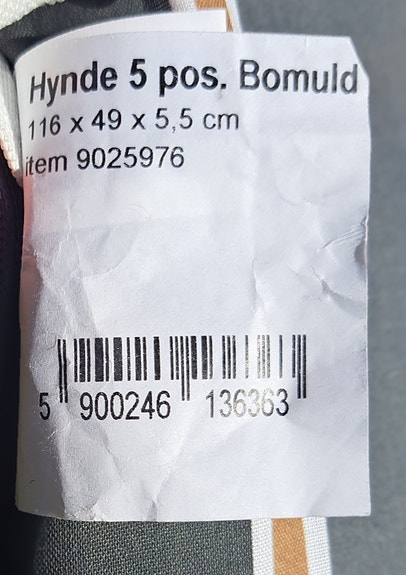 Hynde 5 pos. Bomuld
116 x 49 x 5,5 cm
item 9025976
5 900246 136363